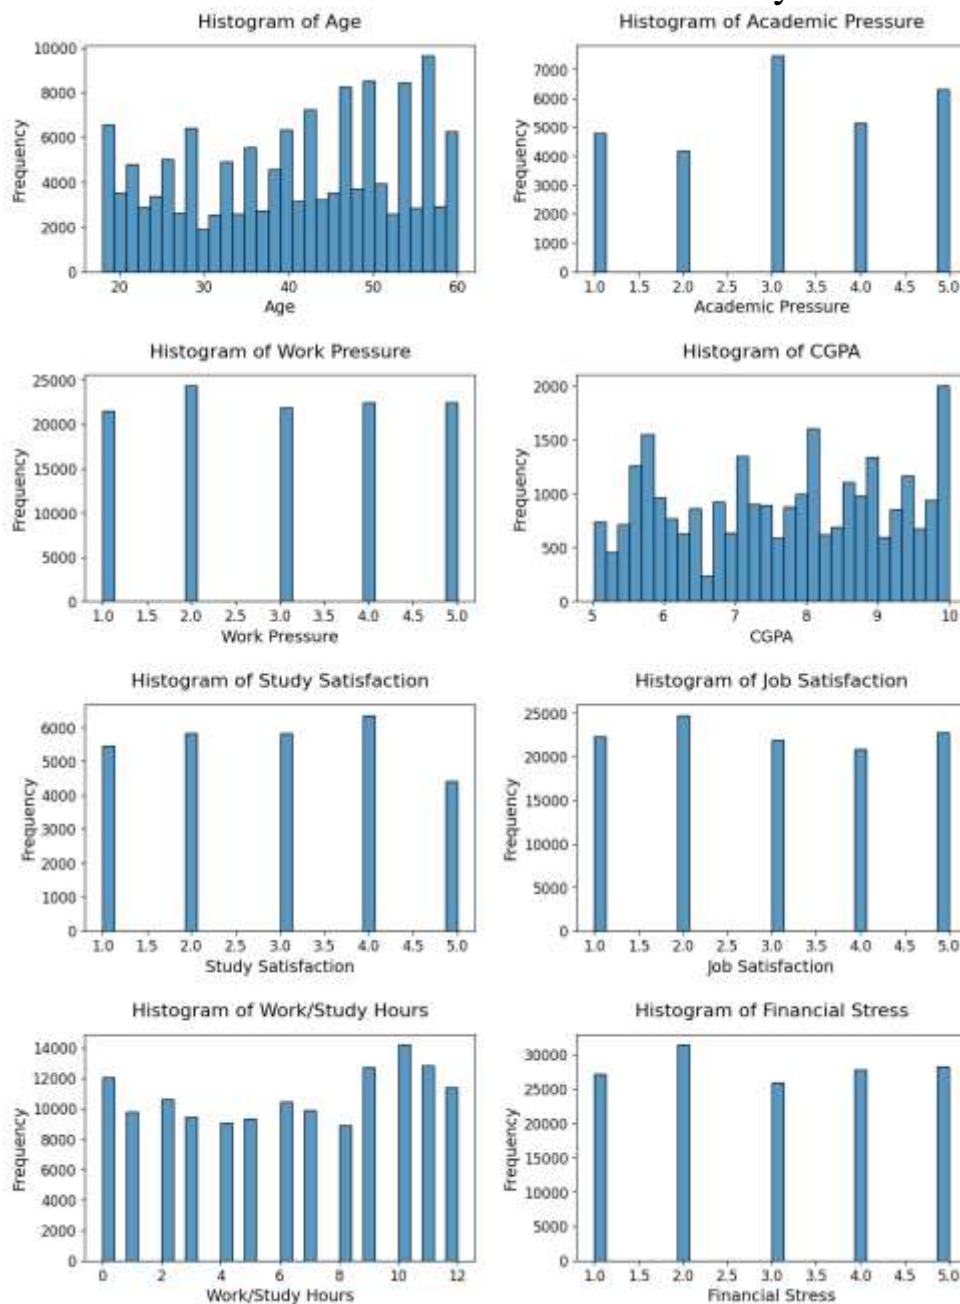 Histogram of Age
Frequency
10000
8000
6000
4000
2000
0
20 30 40 50 60
Age
Histogram of Academic Pressure
Frequency
7000
6000
5000
4000
3000
2000
1000
0
1.0 1.5 2.0 2.5 3.0 3.5 4.0 4.5 5.0
Academic Pressure
Histogram of Work Pressure
Frequency
25000
20000
15000
10000
5000
0
1.0 1.5 2.0 2.5 3.0 3.5 4.0 4.5 5.0
Work Pressure
Histogram of CGPA
Frequency
2000
1500
1000
500
0
5 6 7 8 9 10
CGPA
Histogram of Study Satisfaction
Frequency
6000
5000
4000
3000
2000
1000
0
1.0 1.5 2.0 2.5 3.0 3.5 4.0 4.5 5.0
Study Satisfaction
Histogram of Job Satisfaction
Frequency
25000
20000
15000
10000
5000
0
1.0 1.5 2.0 2.5 3.0 3.5 4.0 4.5 5.0
Job Satisfaction
Histogram of Work/Study Hours
Frequency
14000
12000
10000
8000
6000
4000
2000
0
0 2 4 6 8 10 12
Work/Study Hours
Histogram of Financial Stress
Frequency
30000
25000
20000
15000
10000
5000
0
1.0 1.5 2.0 2.5 3.0 3.5 4.0 4.5 5.0
Financial Stress